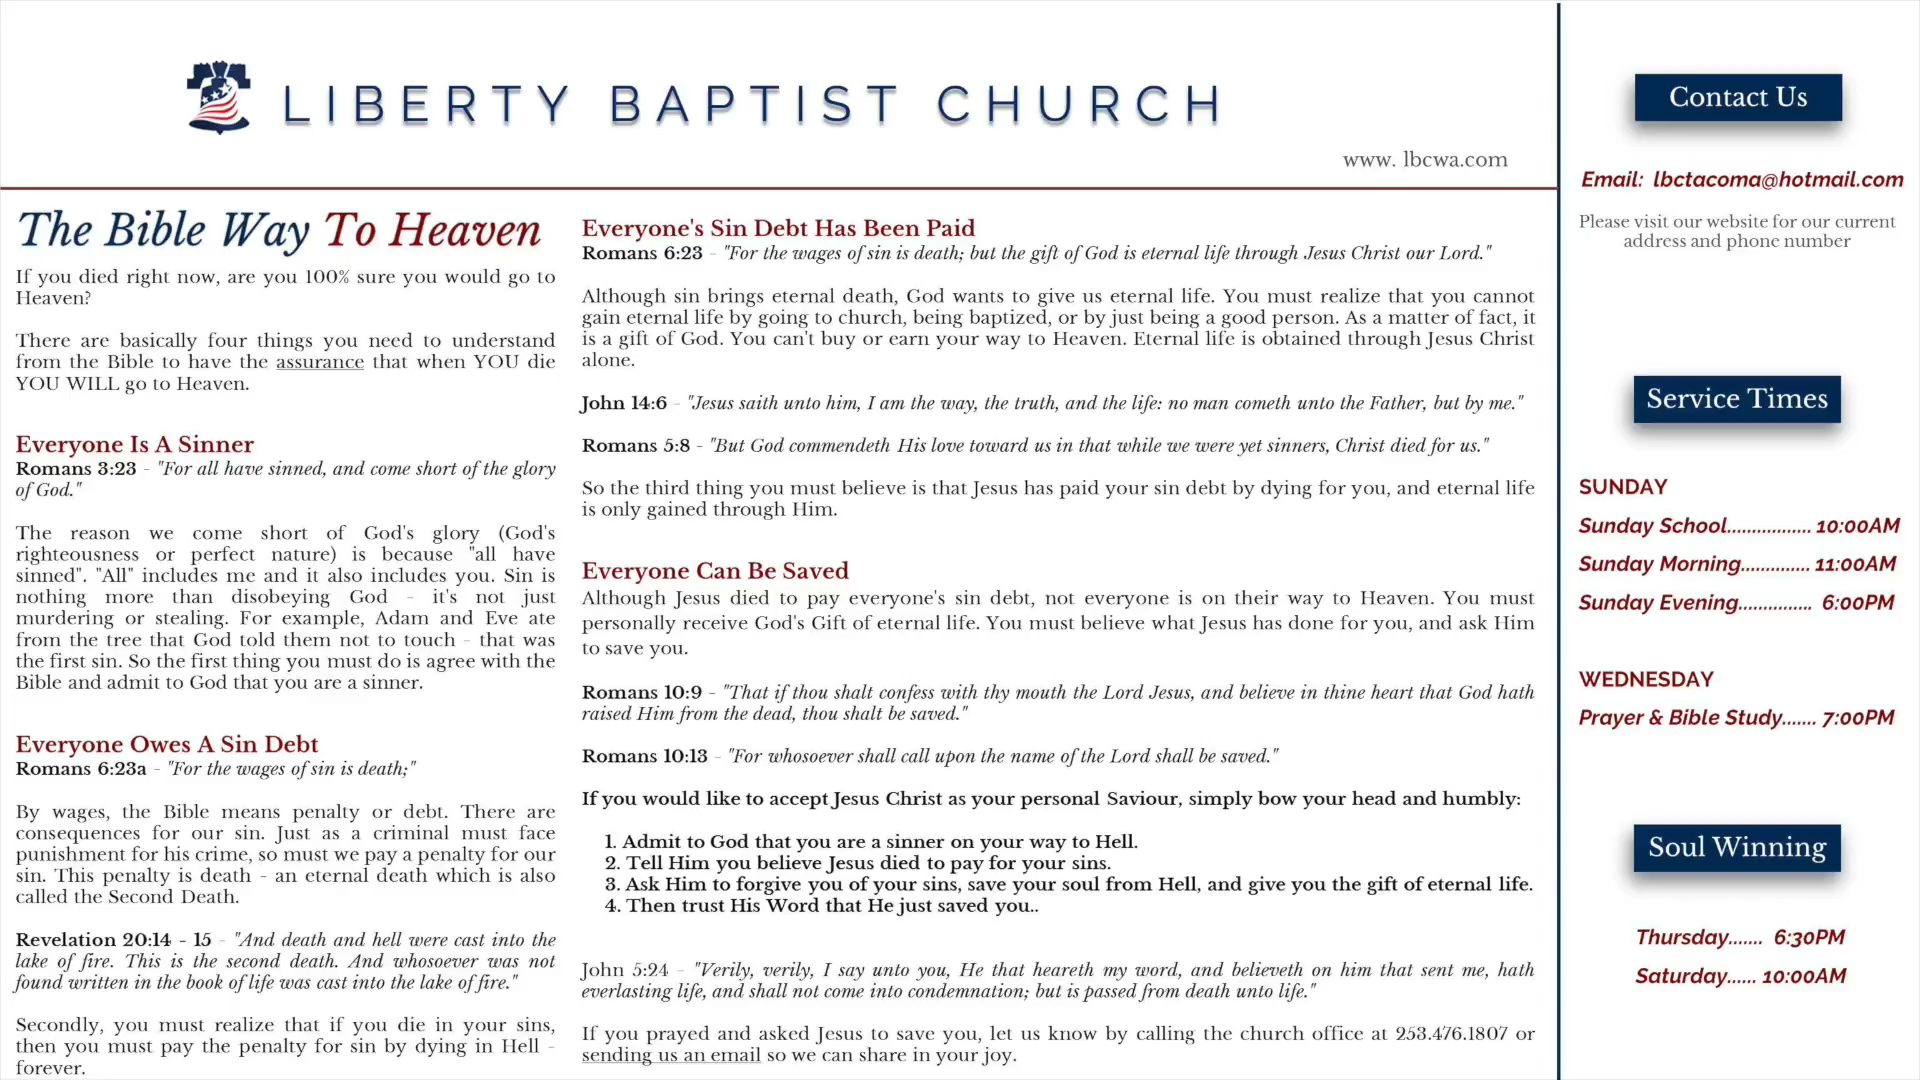 LIBERTY BAPTIST CHURCH
www. lbcwa.com
The Bible Way To Heaven
If you died right now, are you 100% sure you would go to
Heaven?
There are basically four things you need to understand
from the Bible to have the assurance that when YOU die
YOU WILL go to Heaven.
Everyone Is A Sinner
Romans 3:23 - "For all have sinned, and come short of the glory
of God."
The reason we come short of God's glory (God's
righteousness or perfect nature) is because "all have
sinned". "All" includes me and it also includes you. Sin is
nothing more than disobeying God - it's not just
murdering or stealing. For example, Adam and Eve ate
from the tree that God told them not to touch - that was
the first sin. So the first thing you must do is agree with the
Bible and admit to God that you are a sinner.
Everyone Owes A Sin Debt
Romans 6:23a - "For the wages of sin is death;"
By wages, the Bible means penalty or debt. There are
consequences for our sin. Just as a criminal must face
punishment for his crime, so must we pay a penalty for our
sin. This penalty is death - an eternal death which is also
called the Second Death.
Revelation 20:14 - 15 - "And death and hell were cast into the
lake of fire. This is the second death. And whosoever was not
found written in the book of life was cast into the lake of fire."
Secondly, you must realize that if you die in your sins,
then you must pay the penalty for sin by dying in Hell -
forever.
Everyone's Sin Debt Has Been Paid
Romans 6:23 - "For the wages of sin is death; but the gift of God is eternal life through Jesus Christ our Lord."
Although sin brings eternal death, God wants to give us eternal life. You must realize that you cannot
gain eternal life by going to church, being baptized, or by just being a good person. As a matter of fact, it
is a gift of God. You can't buy or earn your way to Heaven. Eternal life is obtained through Jesus Christ
alone.
John 14:6 - "Jesus saith unto him, I am the way, the truth, and the life: no man cometh unto the Father, but by me."
Romans 5:8 - "But God commendeth His love toward us in that while we were yet sinners, Christ died for us."
So the third thing you must believe is that Jesus has paid your sin debt by dying for you, and eternal life
is only gained through Him.
Everyone Can Be Saved
Although Jesus died to pay everyone's sin debt, not everyone is on their way to Heaven. You must
personally receive God's Gift of eternal life. You must believe what Jesus has done for you, and ask Him
to save you.
Romans 10:9 - "That if thou shalt confess with thy mouth the Lord Jesus, and believe in thine heart that God hath
raised Him from the dead, thou shalt be saved."
Romans 10:13 - "For whosoever shall call upon the name of the Lord shall be saved."
If you would like to accept Jesus Christ as your personal Saviour, simply bow your head and humbly:
1. Admit to God that you are a sinner on your way to Hell.
2. Tell Him you believe Jesus died to pay for your sins.
3. Ask Him to forgive you of your sins, save your soul from Hell, and give you the gift of eternal life.
4. Then trust His Word that He just saved you..
John 5:24 - "Verily, verily, I say unto you, He that heareth my word, and believeth on him that sent me, hath
everlasting life, and shall not come into condemnation; but is passed from death unto life."
If you prayed and asked Jesus to save you, let us know by calling the church office at 253.476.1807 or
sending us an email so we can share in your joy.
Contact Us
Email: lbctacoma@hotmail.com
Please visit our website for our current
address and phone number
Service Times
SUNDAY
Sunday School................. 10:00AM
Sunday Morning............. 11:00AM
Sunday Evening.............. 6:00PM
WEDNESDAY
Prayer & Bible Study....... 7:00PM
Soul Winning
Thursday....... 6:30PM
Saturday...... 10:00AM